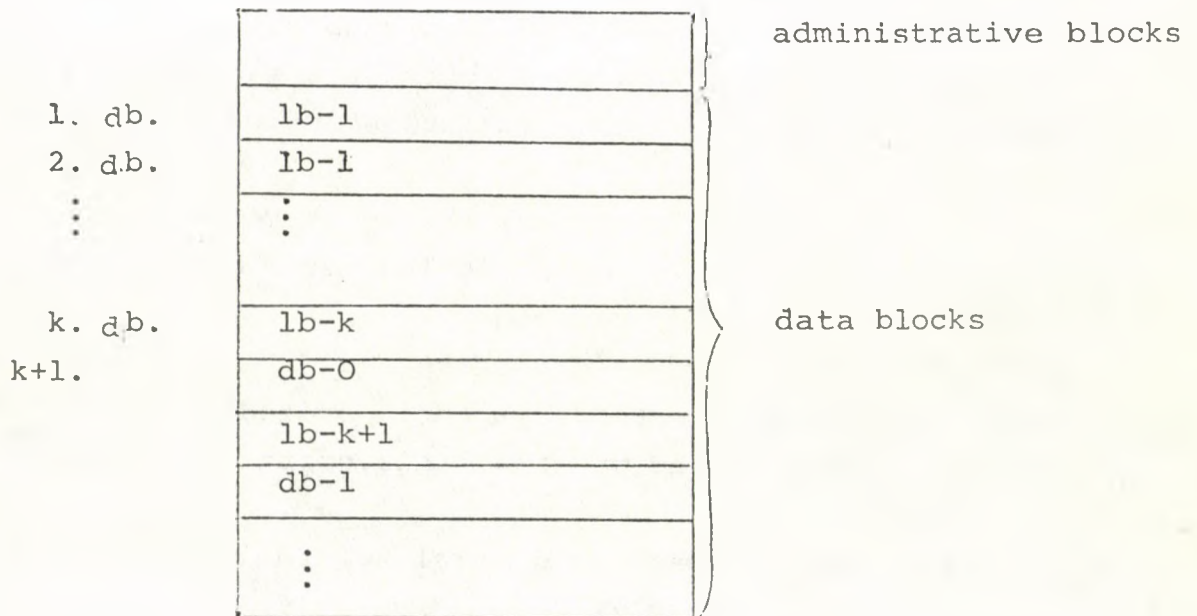 administrative blocks
1. db. lb-1
2. db. lb-1
⋮ ⋮
k. db. lb-k data blocks
k+1. db-0
lb-k+1
db-1
⋮